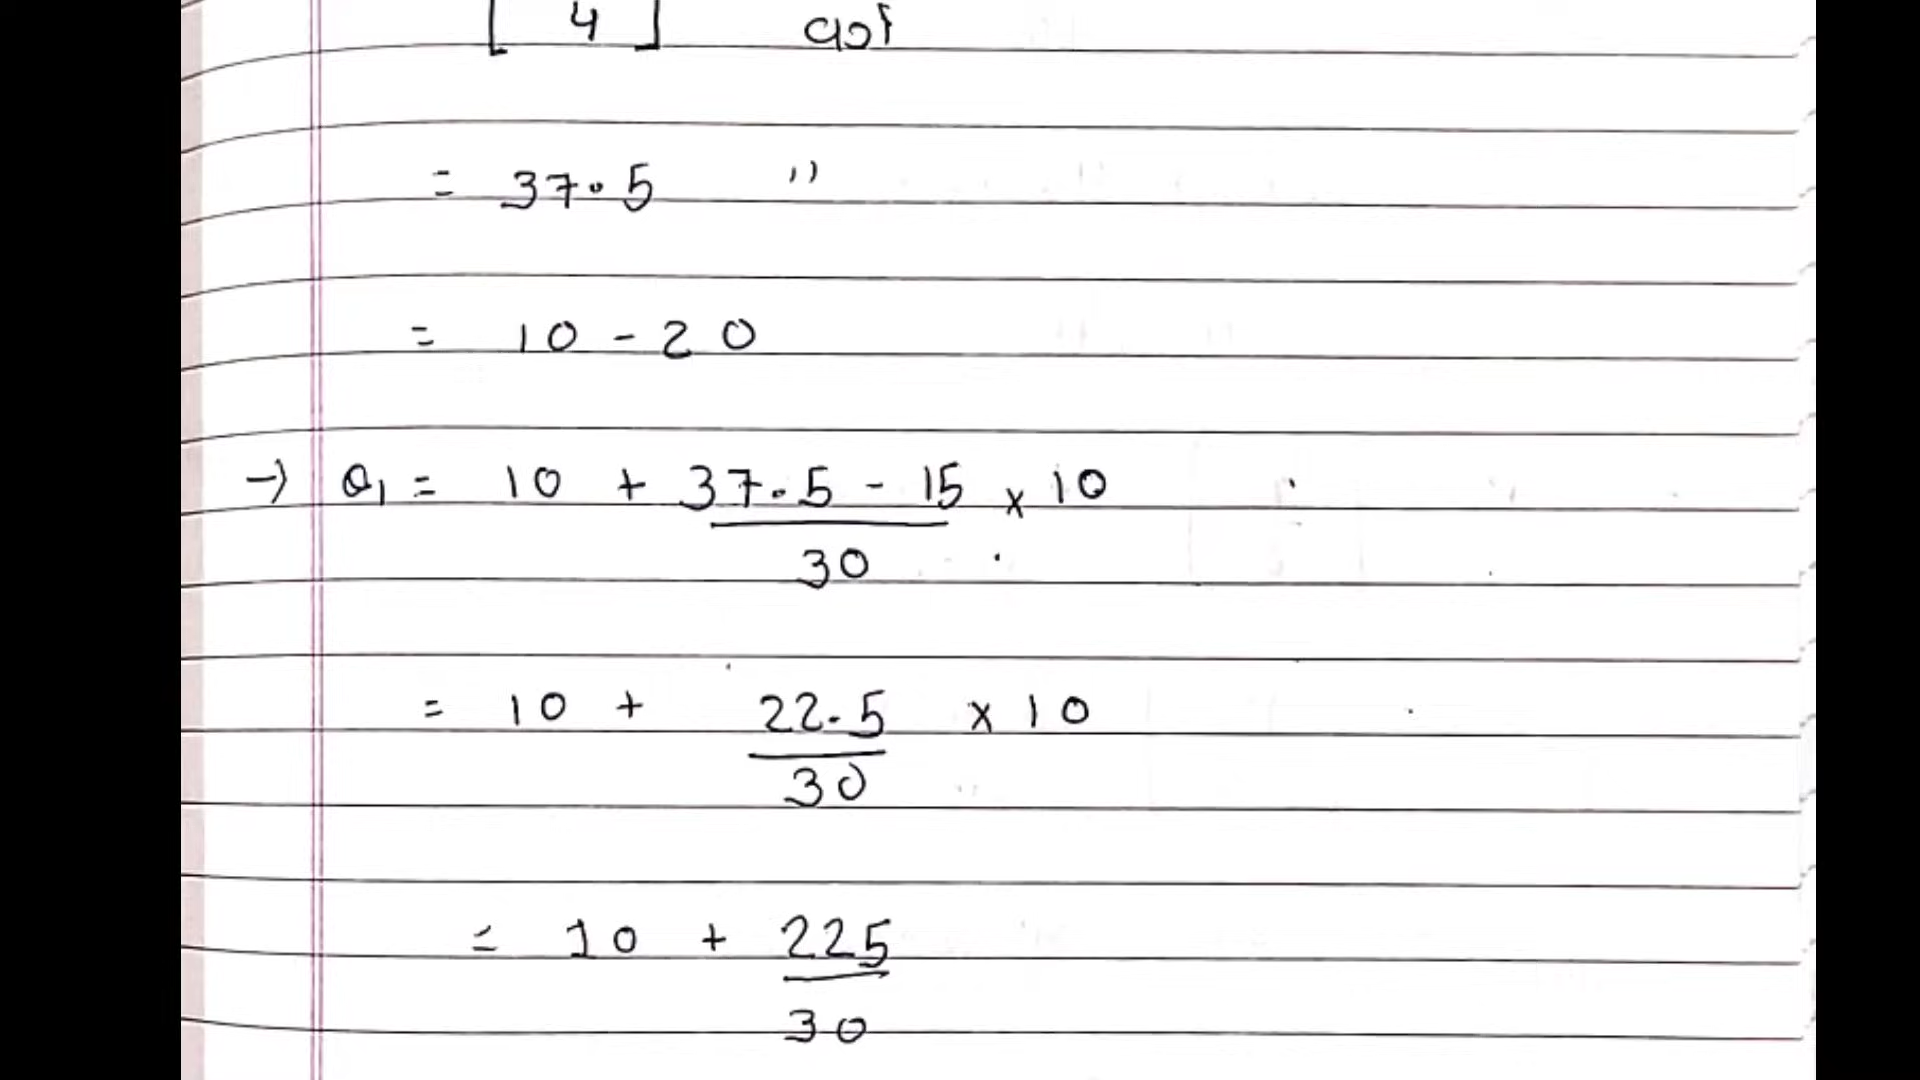 [ 4 ] वर्ग
= 37.5 "
= 10 - 20
→ Q₁ = 10 + 37.5 - 15 × 10
30
= 10 + 22.5 × 10
30
= 10 + 225
30